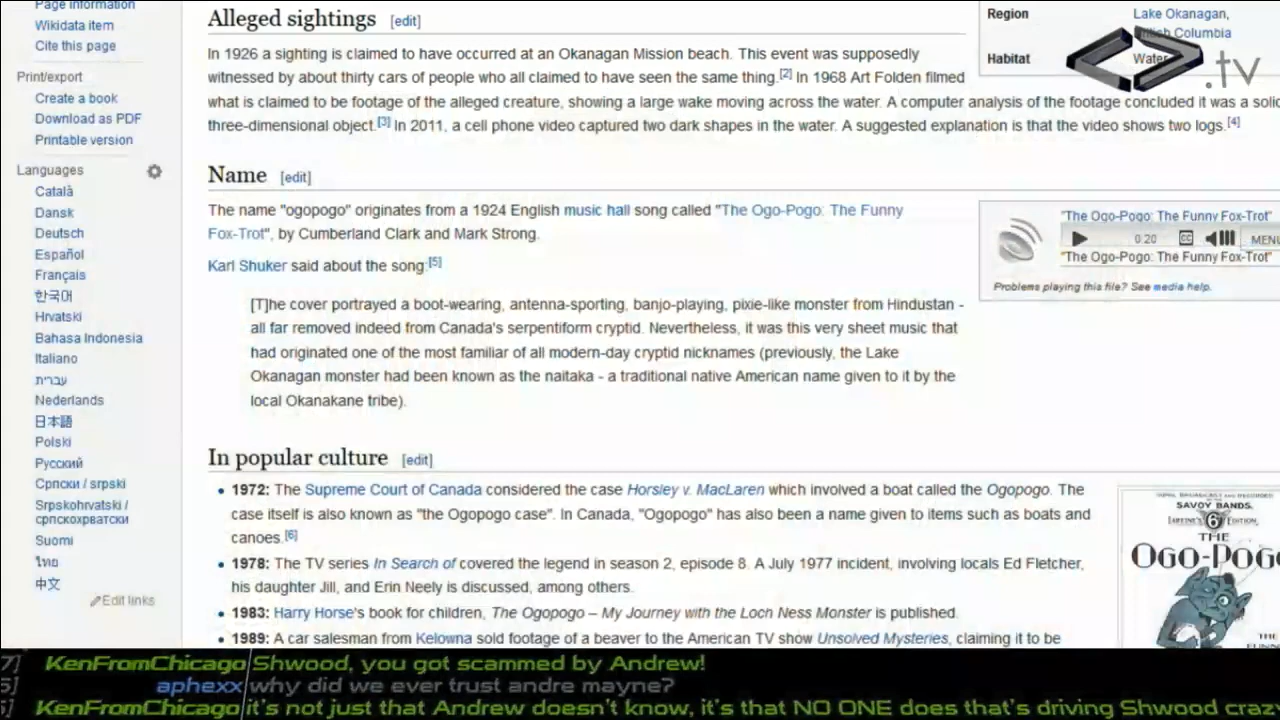 Page information
Wikidata item
Cite this page
Print/export
Create a book
Download as PDF
Printable version
Languages
Català
Dansk
Deutsch
Español
Français
한국어
Hrvatski
Bahasa Indonesia
Italiano
עברית
Nederlands
日本語
Polski
Русский
Српски / srpski
Srpskohrvatski /
српскохрватски
Suomi
ไทย
中文
Edit links
Alleged sightings [edit]
In 1926 a sighting is claimed to have occurred at an Okanagan Mission beach. This event was supposedly
witnessed by about thirty cars of people who all claimed to have seen the same thing.[2] In 1968 Art Folden filmed
what is claimed to be footage of the alleged creature, showing a large wake moving across the water. A computer analysis of the footage concluded it was a solid
three-dimensional object.[3] In 2011, a cell phone video captured two dark shapes in the water. A suggested explanation is that the video shows two logs.[4]
Region Lake Okanagan,
Columbia
Habitat Water
.tv
Name [edit]
The name "ogopogo" originates from a 1924 English music hall song called "The Ogo-Pogo: The Funny
Fox-Trot", by Cumberland Clark and Mark Strong.
Karl Shuker said about the song:[5]
[T]he cover portrayed a boot-wearing, antenna-sporting, banjo-playing, pixie-like monster from Hindustan -
all far removed indeed from Canada's serpentiform cryptid. Nevertheless, it was this very sheet music that
had originated one of the most familiar of all modern-day cryptid nicknames (previously, the Lake
Okanagan monster had been known as the naitaka - a traditional native American name given to it by the
local Okanakane tribe).
"The Ogo-Pogo: The Funny Fox-Trot"
0:20 CC MENU
"The Ogo-Pogo: The Funny Fox-Trot"
Problems playing this file? See media help.
In popular culture [edit]
• 1972: The Supreme Court of Canada considered the case Horsley v. MacLaren which involved a boat called the Ogopogo. The
case itself is also known as "the Ogopogo case". In Canada, "Ogopogo" has also been a name given to items such as boats and
canoes.[6]
• 1978: The TV series In Search of covered the legend in season 2, episode 8. A July 1977 incident, involving locals Ed Fletcher,
his daughter Jill, and Erin Neely is discussed, among others.
• 1983: Harry Horse's book for children, The Ogopogo – My Journey with the Loch Ness Monster is published.
• 1989: A car salesman from Kelowna sold footage of a beaver to the American TV show Unsolved Mysteries, claiming it to be
SAVOY BANDS.
6D EDITION.
THE
OGO-POGO
THE
7] KenFromChicago Shwood, you got scammed by Andrew!
5] aphexx why did we ever trust andre mayne?
5] KenFromChicago it's not just that Andrew doesn't know, it's that NO ONE does that's driving Shwood craz